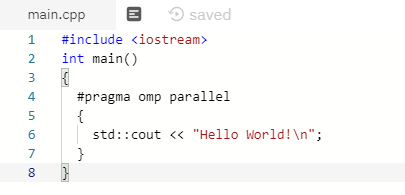 main.cpp saved
1 #include <iostream>
2 int main()
3 {
4 #pragma omp parallel
5 {
6 std::cout << "Hello World!\n";
7 }
8 }